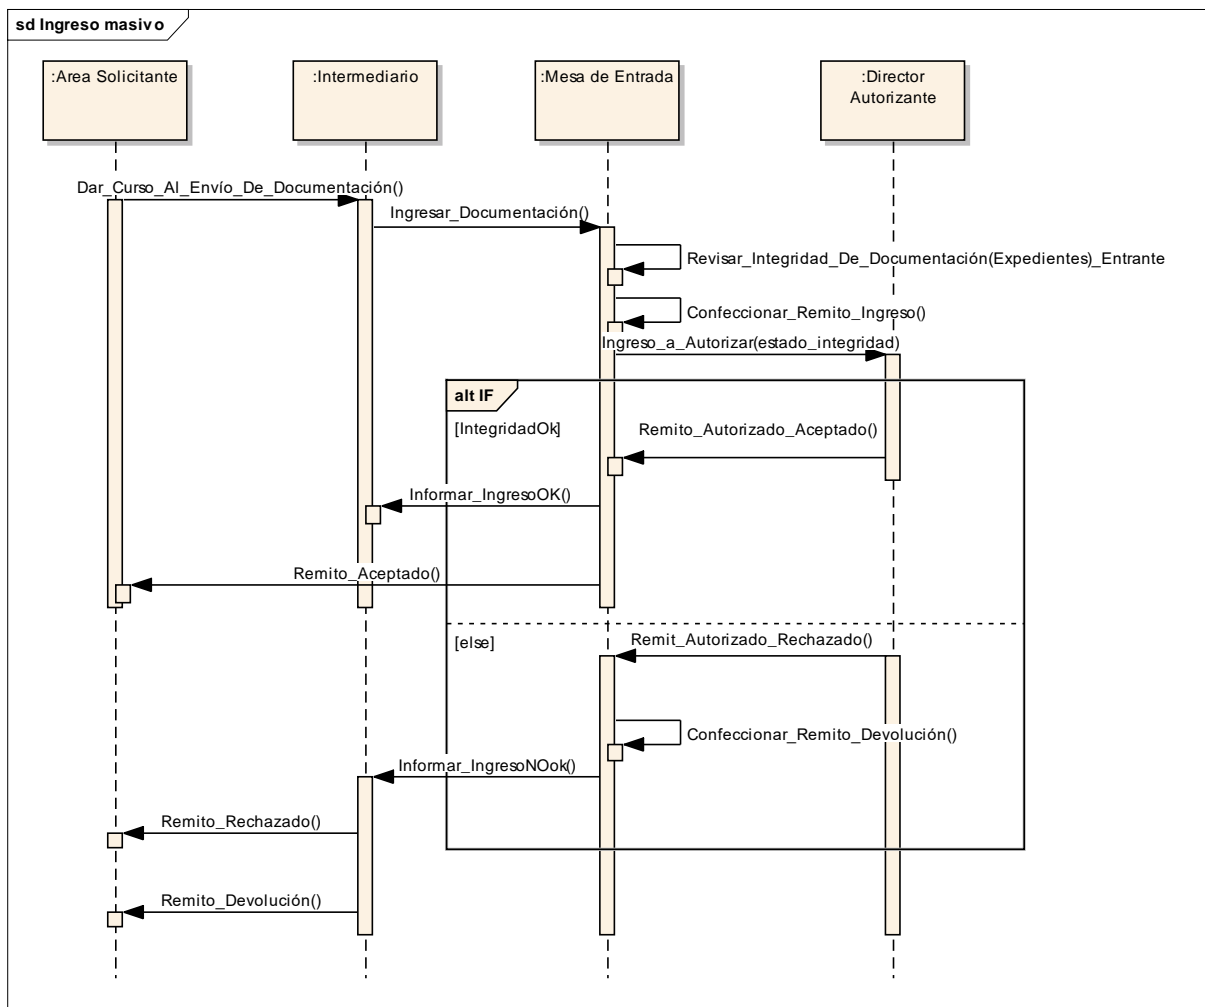 sd Ingreso masivo
:Area Solicitante
:Intermediario
:Mesa de Entrada
:Director
Autorizante
Dar_Curso_Al_Envío_De_Documentación()
Ingresar_Documentación()
Revisar_Integridad_De_Documentación(Expedientes)_Entrante
Confeccionar_Remito_Ingreso()
Ingreso_a_Autorizar(estado_integridad)
alt IF
[IntegridadOk]
Remito_Autorizado_Aceptado()
Informar_IngresoOK()
Remito_Aceptado()
[else]
Remit_Autorizado_Rechazado()
Confeccionar_Remito_Devolución()
Informar_IngresoNOok()
Remito_Rechazado()
Remito_Devolución()